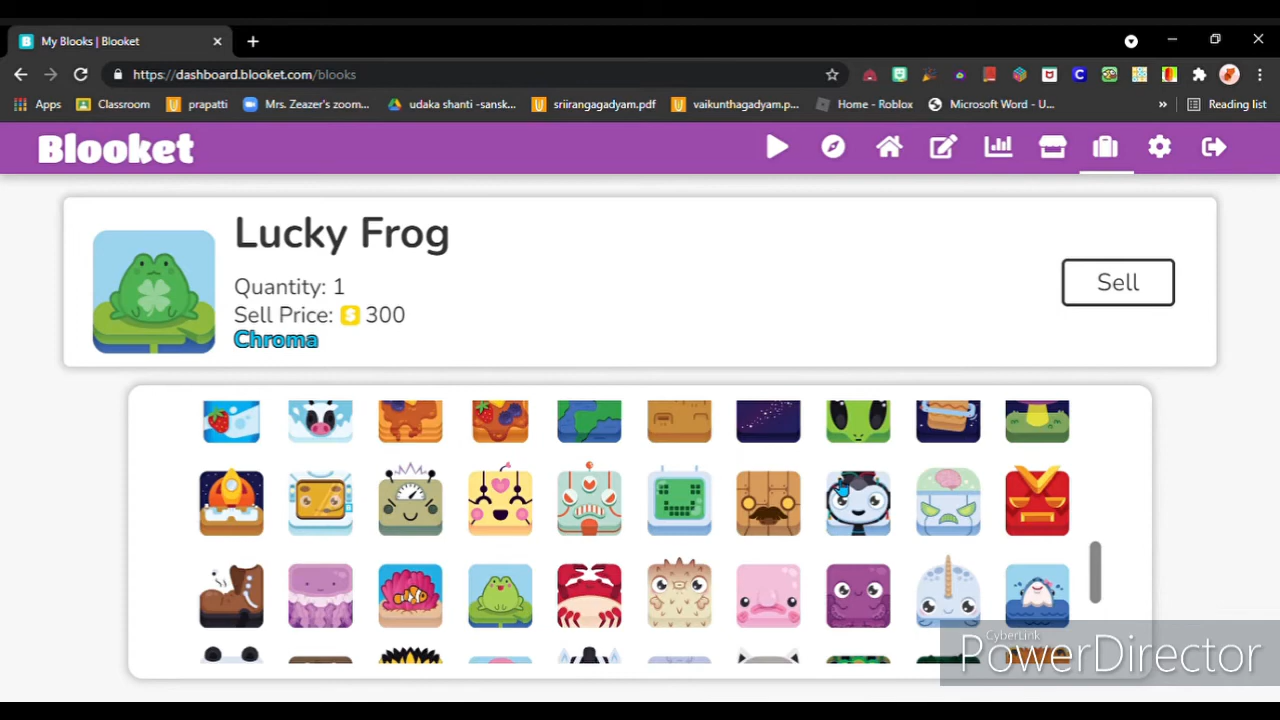 My Blooks | Blooket
https://dashboard.blooket.com/blooks
Apps Classroom prapatti Mrs. Zeazer's zoom... udaka shanti -sansk... sriirangagadyam.pdf vaikunthagadyam.p... Home - Roblox Microsoft Word - U... » Reading list
Blooket
Lucky Frog
Quantity: 1
Sell Price: 300
Chroma
Sell
CyberLink
PowerDirector